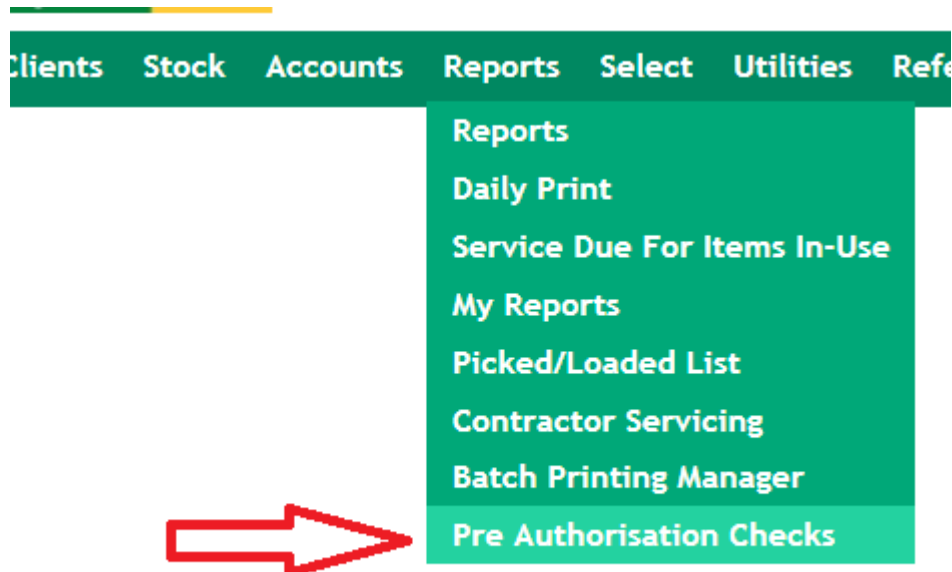 Clients Stock Accounts Reports Select Utilities Refe
Reports
Daily Print
Service Due For Items In-Use
My Reports
Picked/Loaded List
Contractor Servicing
Batch Printing Manager
Pre Authorisation Checks